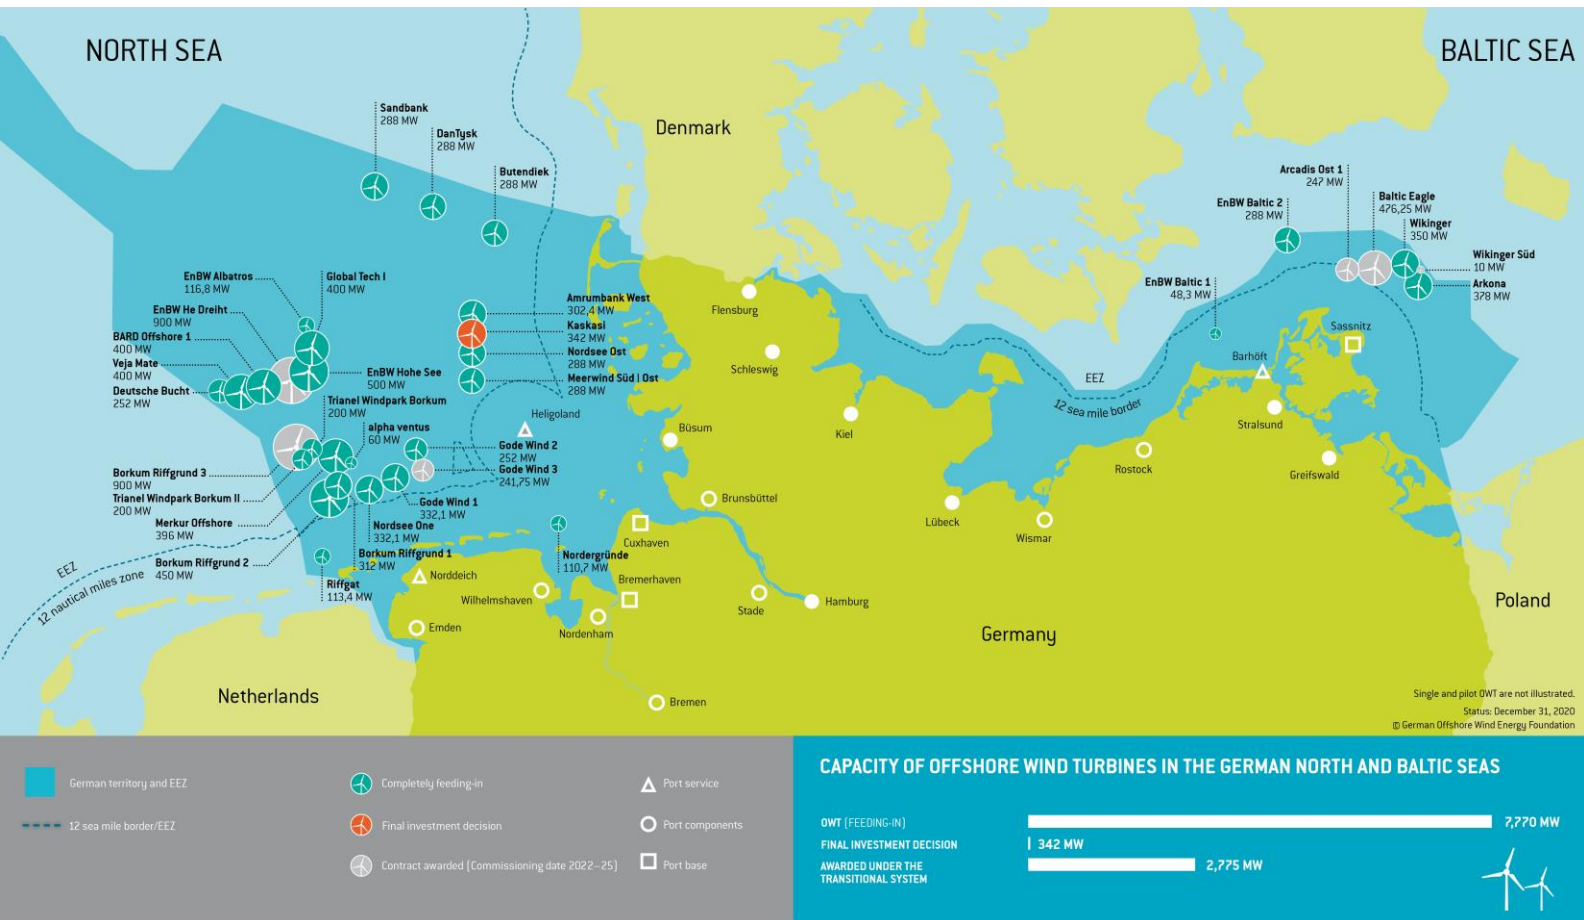 NORTH SEA
BALTIC SEA
Sandbank
288 MW
DanTysk
288 MW
Butendiek
288 MW
Denmark
Arcadis Ost 1
247 MW
Baltic Eagle
476,25 MW
EnBW Baltic 2
288 MW
Wikinger
350 MW
Wikinger Süd
10 MW
Arkona
378 MW
EnBW Baltic 1
48,3 MW
EnBW Albatros
116,8 MW
Global Tech I
400 MW
EnBW He Dreiht
900 MW
BARD Offshore 1
400 MW
Veja Mate
400 MW
Deutsche Bucht
252 MW
EnBW Hohe See
500 MW
Trianel Windpark Borkum
200 MW
alpha ventus
60 MW
Amrumbank West
302,4 MW
Kaskasi
342 MW
Nordsee Ost
288 MW
Meerwind Süd | Ost
288 MW
Heligoland
Gode Wind 2
252 MW
Gode Wind 3
241,75 MW
Gode Wind 1
332,1 MW
Nordsee One
332,1 MW
Borkum Riffgrund 1
312 MW
Borkum Riffgrund 3
900 MW
Trianel Windpark Borkum II
200 MW
Merkur Offshore
396 MW
Borkum Riffgrund 2
450 MW
Riffgat
113,4 MW
Nordergründe
110,7 MW
EEZ
12 nautical miles zone
Flensburg
Schleswig
Kiel
Büsum
Brunsbüttel
Cuxhaven
Bremerhaven
Norddeich
Wilhelmshaven
Emden
Nordenham
Stade
Hamburg
Bremen
Lübeck
Wismar
Rostock
EEZ
12 sea mile border
Barhöft
Sassnitz
Stralsund
Greifswald
Netherlands
Germany
Poland
Single and pilot OWT are not illustrated.
Status: December 31, 2020
© German Offshore Wind Energy Foundation
German territory and EEZ
12 sea mile border/EEZ
Completely feeding-in
Final investment decision
Contract awarded (Commissioning date 2022–25)
Port service
Port components
Port base
CAPACITY OF OFFSHORE WIND TURBINES IN THE GERMAN NORTH AND BALTIC SEAS
OWT (FEEDING-IN)
7,770 MW
FINAL INVESTMENT DECISION
342 MW
AWARDED UNDER THE
TRANSITIONAL SYSTEM
2,775 MW